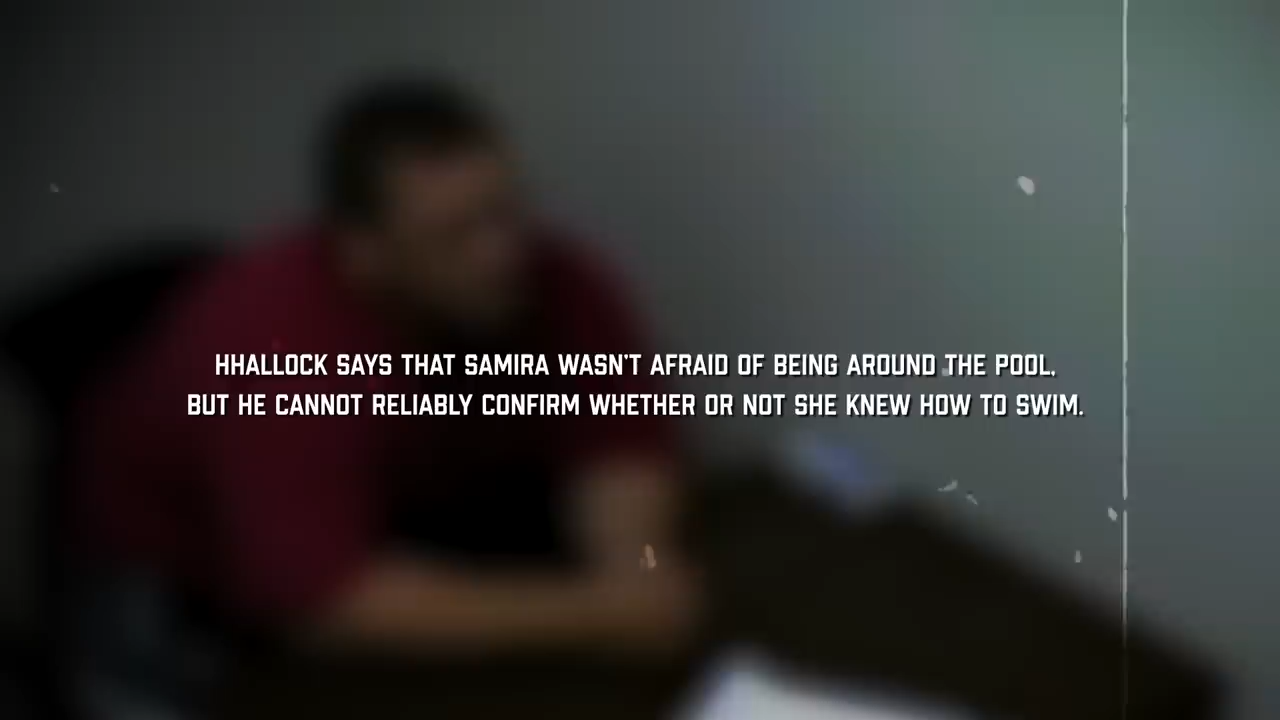 HHALLOCK SAYS THAT SAMIRA WASN'T AFRAID OF BEING AROUND THE POOL,
BUT HE CANNOT RELIABLY CONFIRM WHETHER OR NOT SHE KNEW HOW TO SWIM.